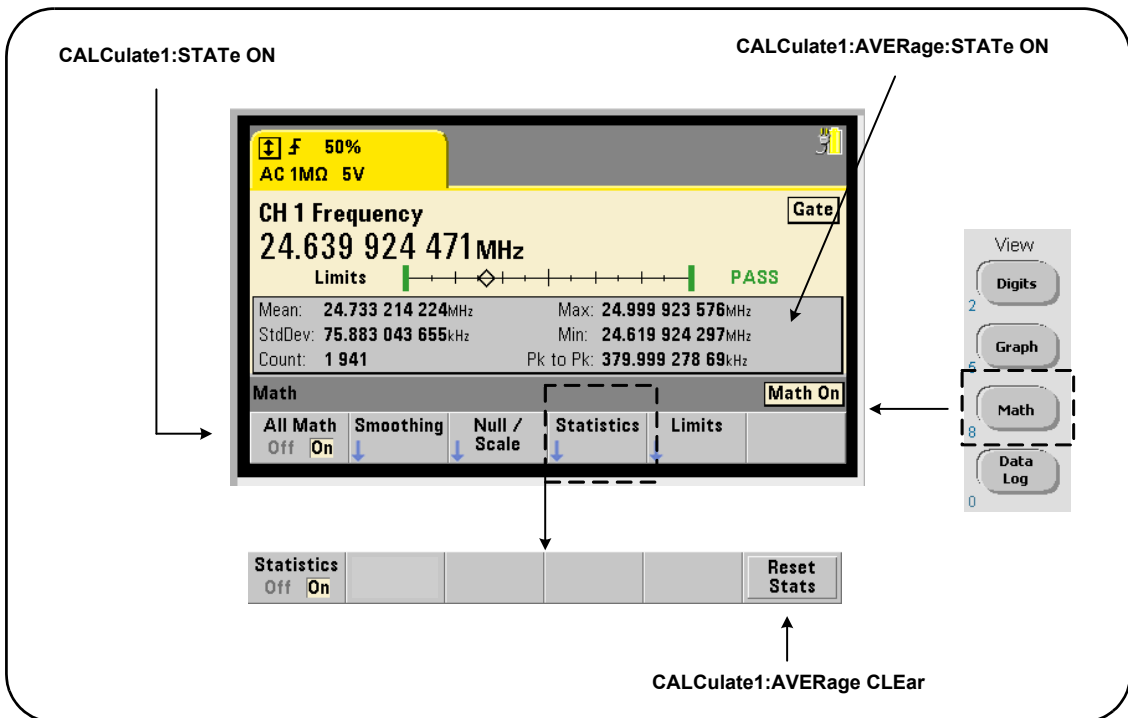 CALCulate1:STATe ON
CALCulate1:AVERage:STATe ON
50%
AC 1MΩ 5V
CH 1 Frequency
Gate
24.639 924 471 MHz
Limits
PASS
Mean: 24.733 214 224MHz Max: 24.999 923 576MHz
StdDev: 75.883 043 655kHz Min: 24.619 924 297MHz
Count: 1 941 Pk to Pk: 379.999 278 69kHz
Math
Math On
All Math
Off On
Smoothing
Null /
Scale
Statistics
Limits
View
Digits
2
Graph
5
Math
8
Data
Log
0
Statistics
Off On
Reset
Stats
CALCulate1:AVERage CLEar